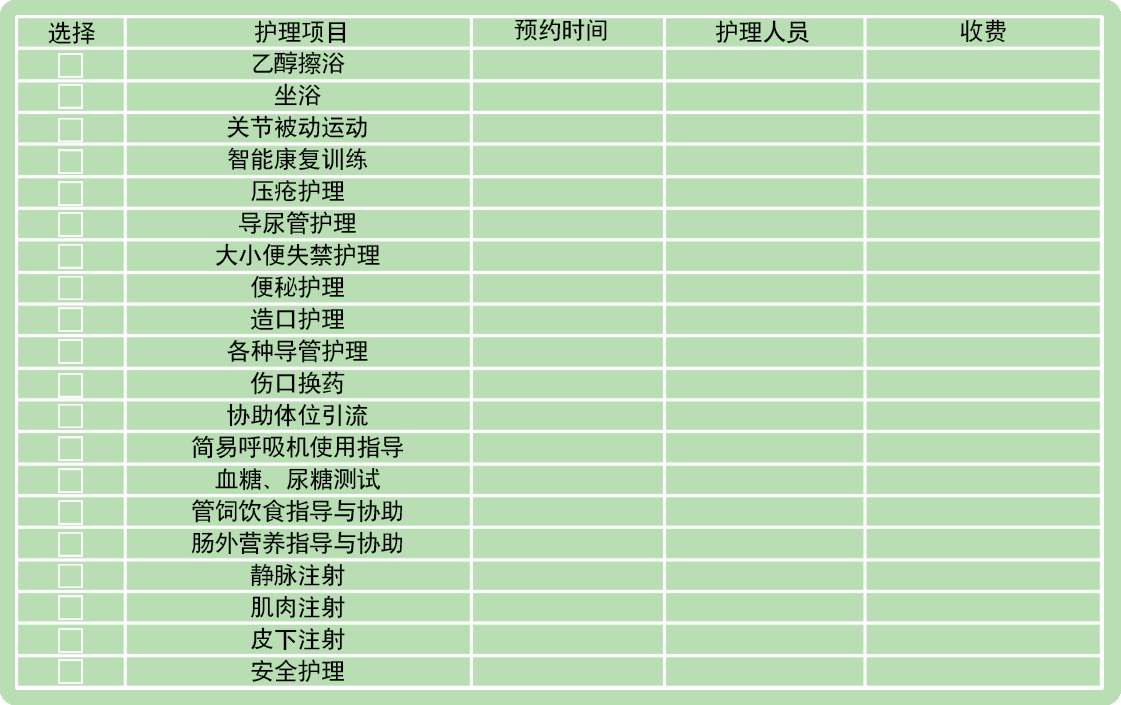 选择 护理项目 预约时间 护理人员 收费
乙醇擦浴
坐浴
关节被动运动
智能康复训练
压疮护理
导尿管护理
大小便失禁护理
便秘护理
造口护理
各种导管护理
伤口换药
协助体位引流
简易呼吸机使用指导
血糖、尿糖测试
管饲饮食指导与协助
肠外营养指导与协助
静脉注射
肌肉注射
皮下注射
安全护理